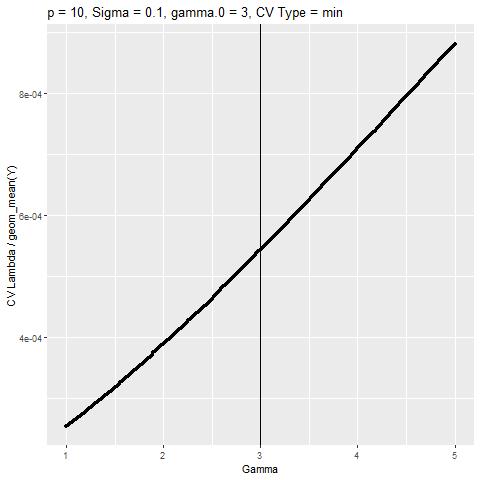 p = 10, Sigma = 0.1, gamma.0 = 3, CV Type = min
CV Lambda / geom_mean(Y)
8e-04
6e-04
4e-04
1 2 3 4 5
Gamma